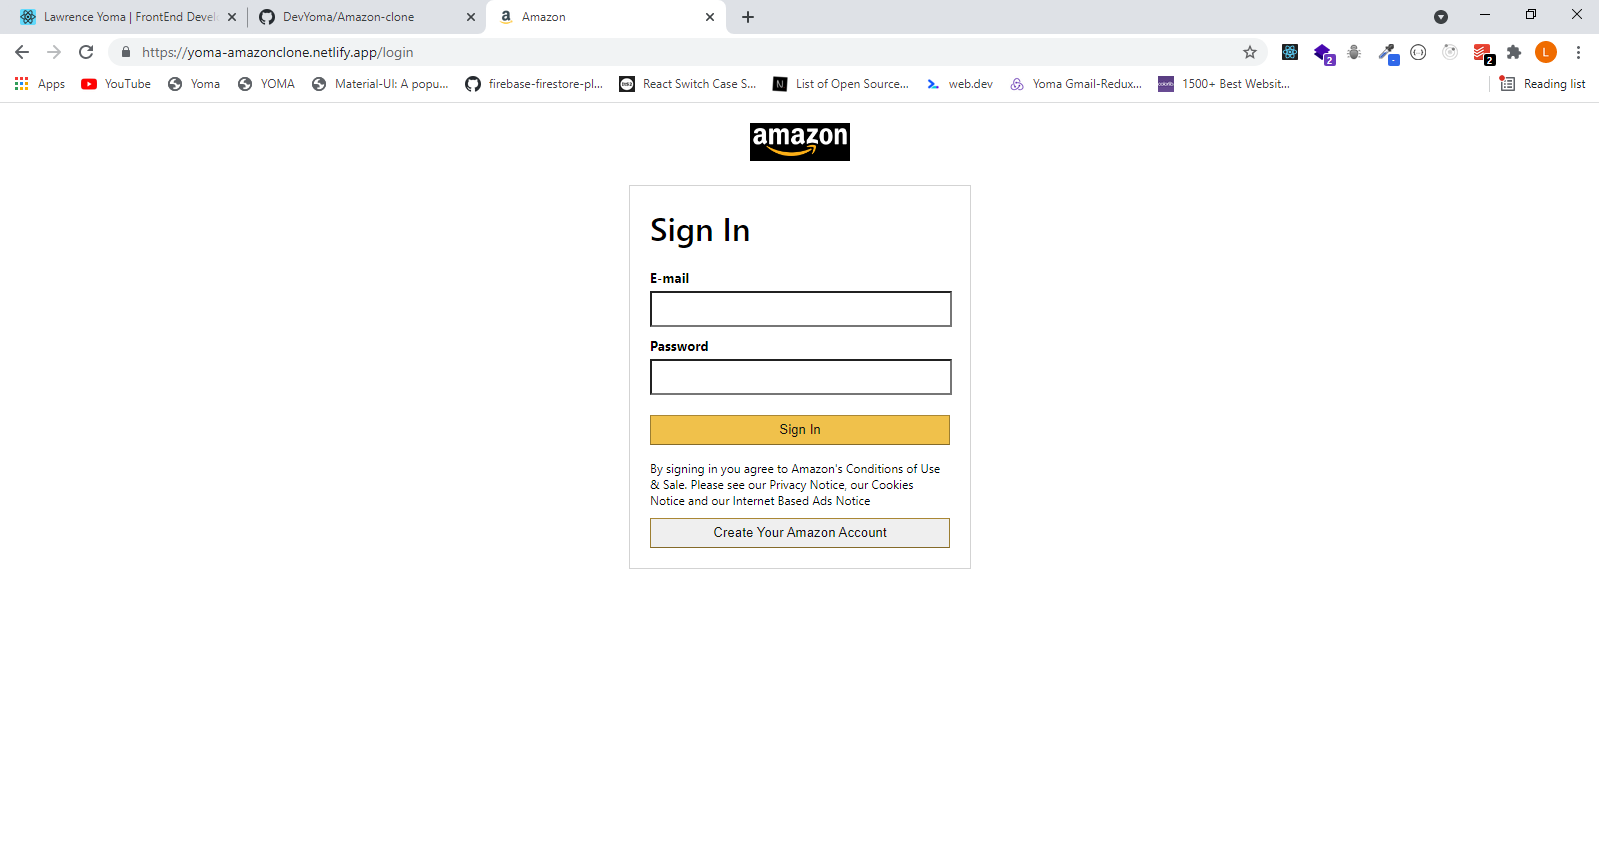 Lawrence Yoma | FrontEnd Devel
DevYoma/Amazon-clone
Amazon
https://yoma-amazonclone.netlify.app/login
2
2
L
Apps
YouTube
Yoma
YOMA
Material-UI: A popu...
firebase-firestore-pl...
React Switch Case S...
List of Open Source...
web.dev
Yoma Gmail-Redux...
1500+ Best Websit...
Reading list
amazon
Sign In
E-mail
Password
Sign In
By signing in you agree to Amazon's Conditions of Use
& Sale. Please see our Privacy Notice, our Cookies
Notice and our Internet Based Ads Notice
Create Your Amazon Account